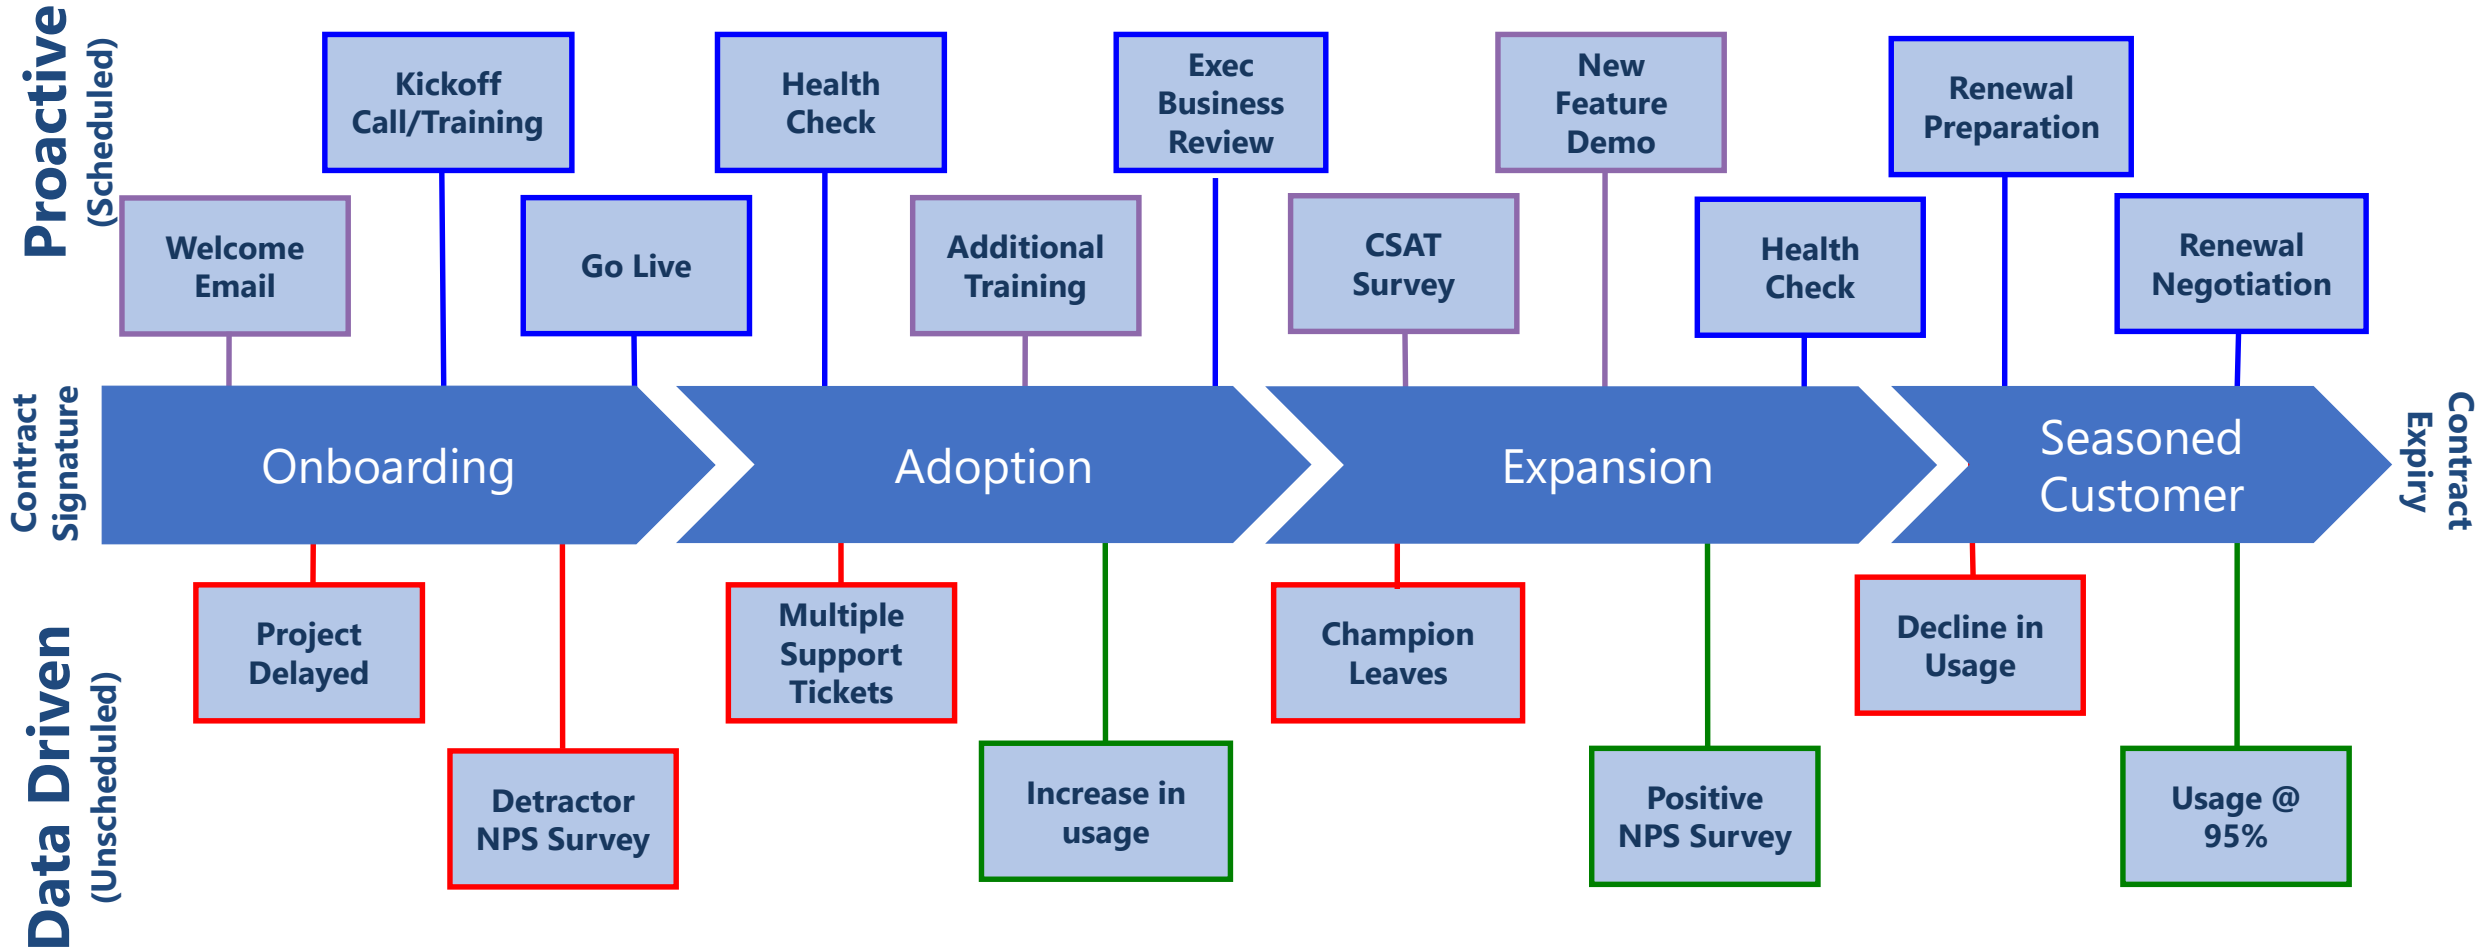 Proactive
(Scheduled)
Kickoff
Call/Training
Health
Check
Exec
Business
Review
New
Feature
Demo
Renewal
Preparation
Welcome
Email
Go Live
Additional
Training
CSAT
Survey
Health
Check
Renewal
Negotiation
Contract
Signature
Onboarding
Adoption
Expansion
Seasoned
Customer
Contract
Expiry
Data Driven
(Unscheduled)
Project
Delayed
Multiple
Support
Tickets
Champion
Leaves
Decline in
Usage
Detractor
NPS Survey
Increase in
usage
Positive
NPS Survey
Usage @
95%